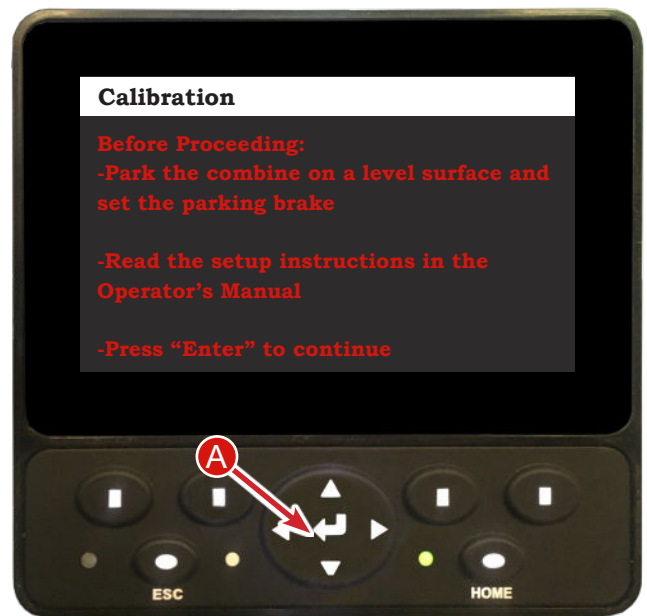 Calibration
Before Proceeding:
-Park the combine on a level surface and
set the parking brake
-Read the setup instructions in the
Operator’s Manual
-Press “Enter” to continue
A
ESC
HOME